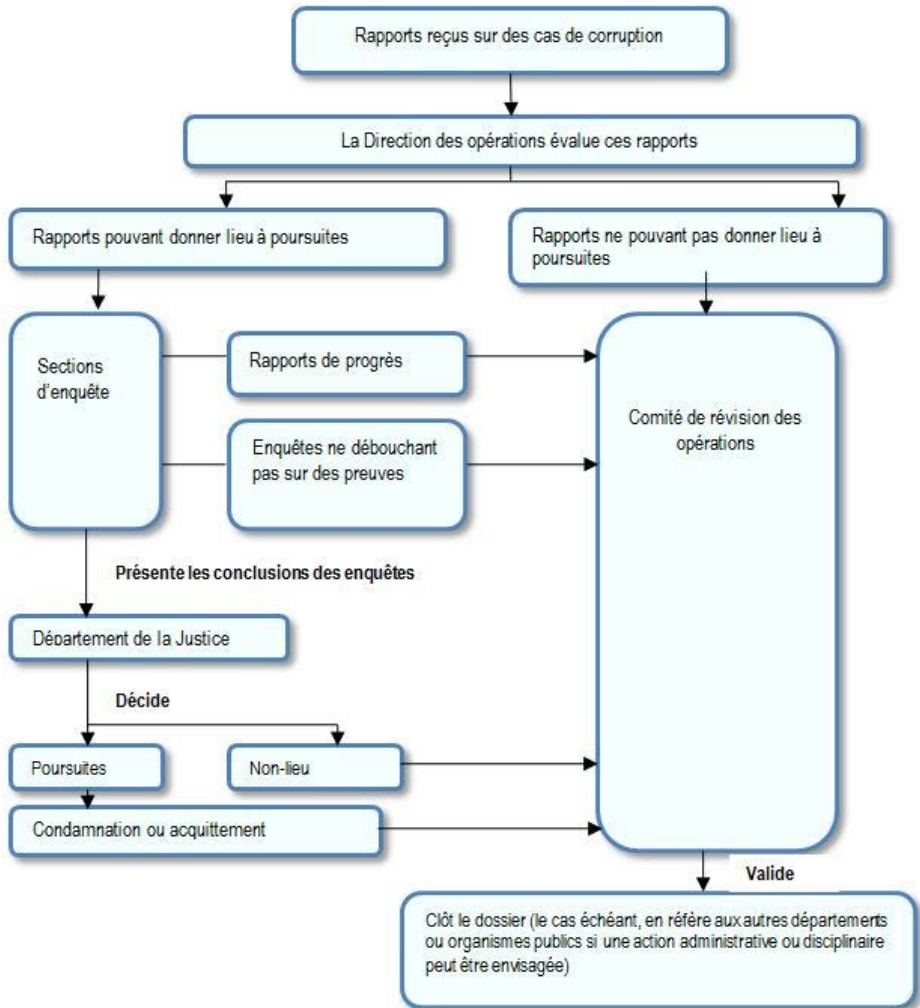 Rapports reçus sur des cas de corruption
La Direction des opérations évalue ces rapports
Rapports pouvant donner lieu à poursuites
Rapports ne pouvant pas donner lieu à
poursuites
Sections
d'enquête
Rapports de progrès
Enquêtes ne débouchant
pas sur des preuves
Comité de révision des
opérations
Présente les conclusions des enquêtes
Département de la Justice
Décide
Poursuites
Non-lieu
Condamnation ou acquittement
Valide
Clôt le dossier (le cas échéant, en réfère aux autres départements
ou organismes publics si une action administrative ou disciplinaire
peut être envisagée)